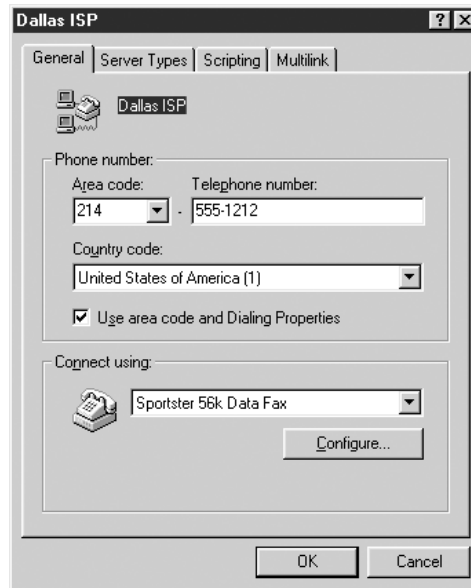 Dallas ISP
General Server Types Scripting Multilink
Dallas ISP
Phone number:
Area code: Telephone number:
214 - 555-1212
Country code:
United States of America (1)
Use area code and Dialing Properties
Connect using:
Sportster 56k Data Fax
Configure...
OK Cancel